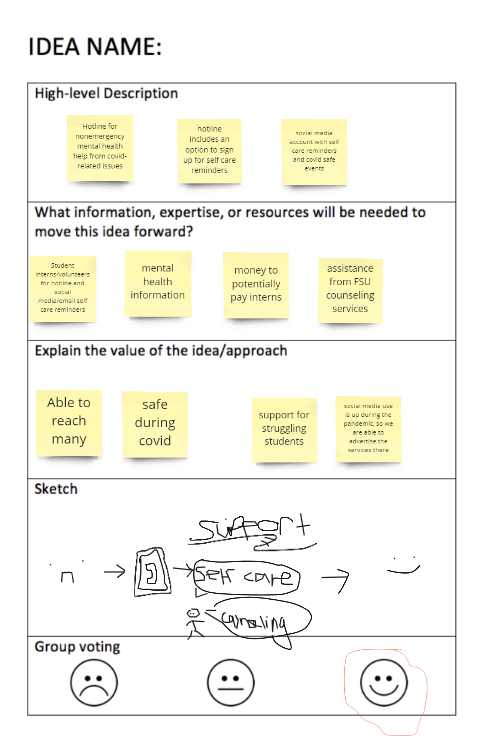 IDEA NAME:
High-level Description
Hotline for
nonemergency
mental health
help from covid-
related issues
hotline
includes an
option to sign
up for self care
reminders
social media
account with self
care reminders
and covid safe
events
What information, expertise, or resources will be needed to
move this idea forward?
Student
interns/volunteers
for hotline and
social
media/email self
care reminders
mental
health
information
money to
potentially
pay interns
assistance
from FSU
counseling
services
Explain the value of the idea/approach
Able to
reach
many
safe
during
covid
support for
struggling
students
social media use
is up during the
pandemic, so we
are able to
advertise the
services there
Sketch
support
self care
Group voting